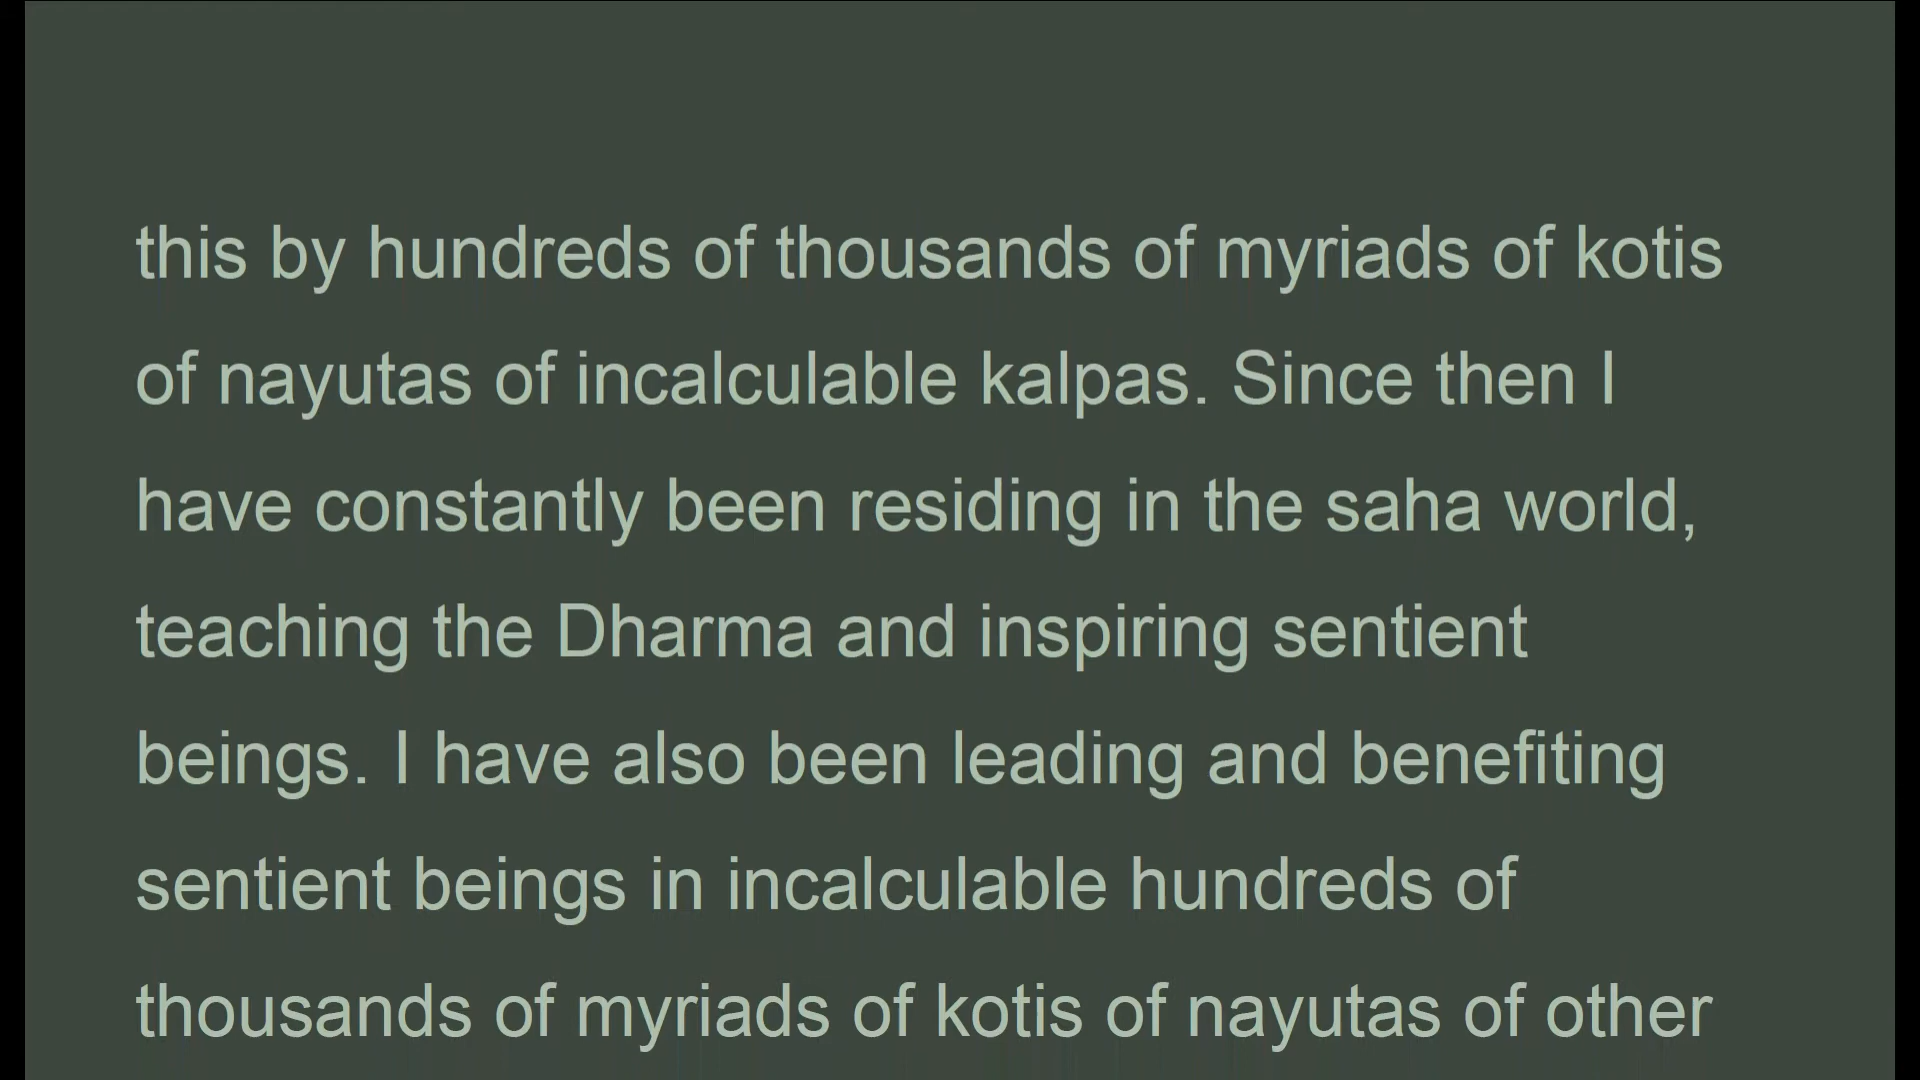 this by hundreds of thousands of myriads of kotis
of nayutas of incalculable kalpas. Since then I
have constantly been residing in the saha world,
teaching the Dharma and inspiring sentient
beings. I have also been leading and benefiting
sentient beings in incalculable hundreds of
thousands of myriads of kotis of nayutas of other